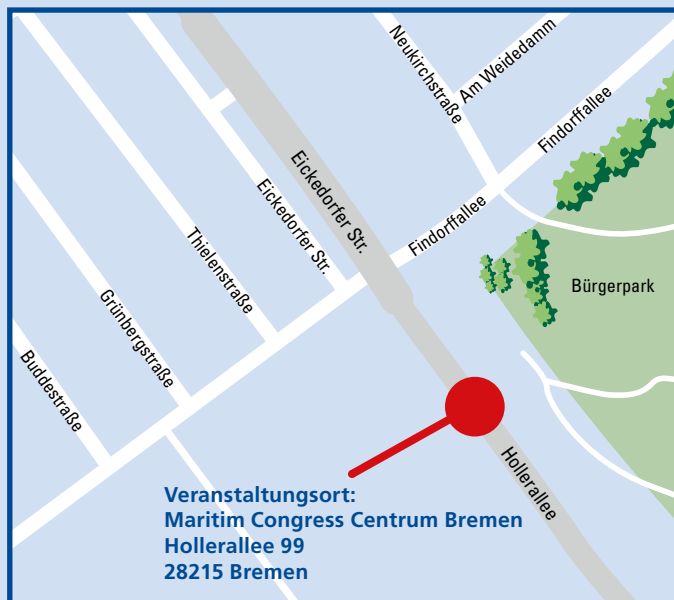 Neukirchstraße
Am Weidedamm
Findorffallee
Eickedorfer Str.
Eickedorfer Str.
Findorffallee
Thielenstraße
Bürgerpark
Grünbergstraße
Buddestraße
Hollerallee
Veranstaltungsort:
Maritim Congress Centrum Bremen
Hollerallee 99
28215 Bremen